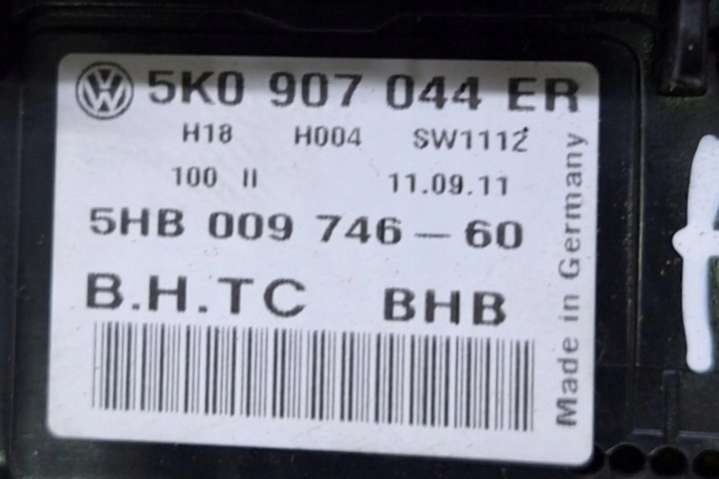 5K0 907 044 ER
H18 H004 SW1112
100 II 11.09.11
5HB 009 746-60
B.H.TC BHB
Made in Germany